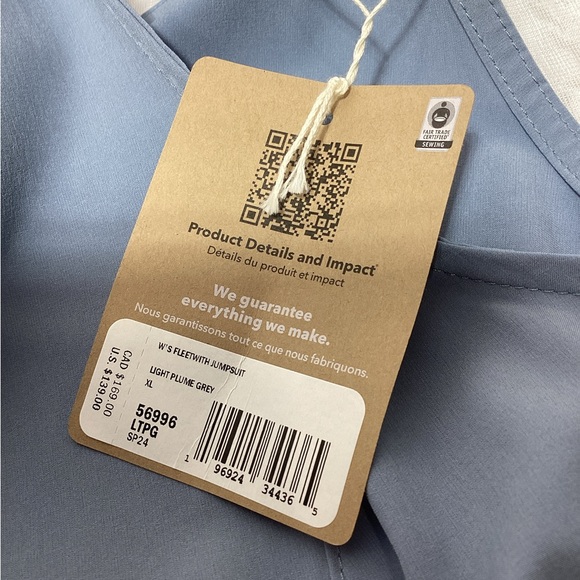 FAIR TRADE
CERTIFIED
SEWING
Product Details and Impact
Détails du produit et impact
We guarantee
everything we make.
Nous garantissons tout ce que nous fabriquons.
W'S FLEETWITH JUMPSUIT
LIGHT PLUME GREY
XL
CAD $169.00
U.S. $139.00
56996
LTPG
SP24
1 96924 34436 5